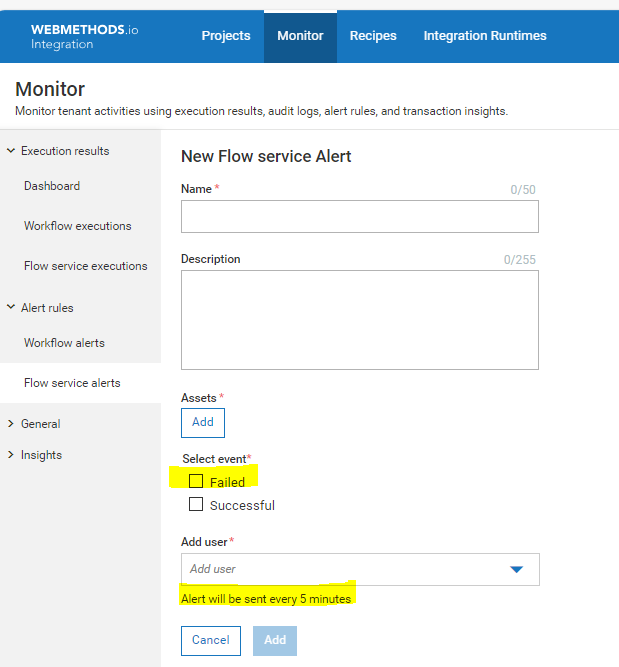 WEBMETHODS.io
Integration
Projects
Monitor
Recipes
Integration Runtimes
Monitor
Monitor tenant activities using execution results, audit logs, alert rules, and transaction insights.
Execution results
Dashboard
Workflow executions
Flow service executions
Alert rules
Workflow alerts
Flow service alerts
General
Insights
New Flow service Alert
Name *
0/50
Description
0/255
Assets *
Add
Select event*
Failed
Successful
Add user *
Add user
Alert will be sent every 5 minutes
Cancel
Add